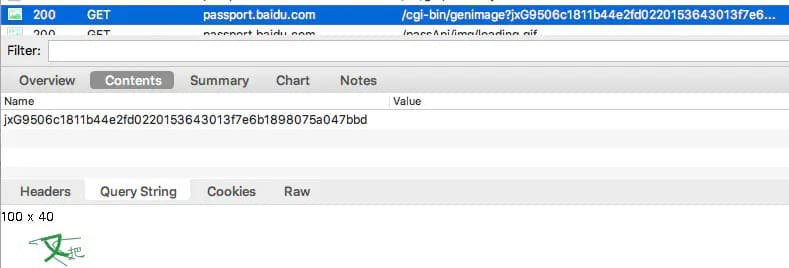 200 GET passport.baidu.com /cgi-bin/genimage?jxG9506c1811b44e2fd0220153643013f7e6...
200 GET passport.baidu.com /passApi/img/loading.gif
Filter:
Overview Contents Summary Chart Notes
Name Value
jxG9506c1811b44e2fd0220153643013f7e6b1898075a047bbd
Headers Query String Cookies Raw
100 x 40
又把